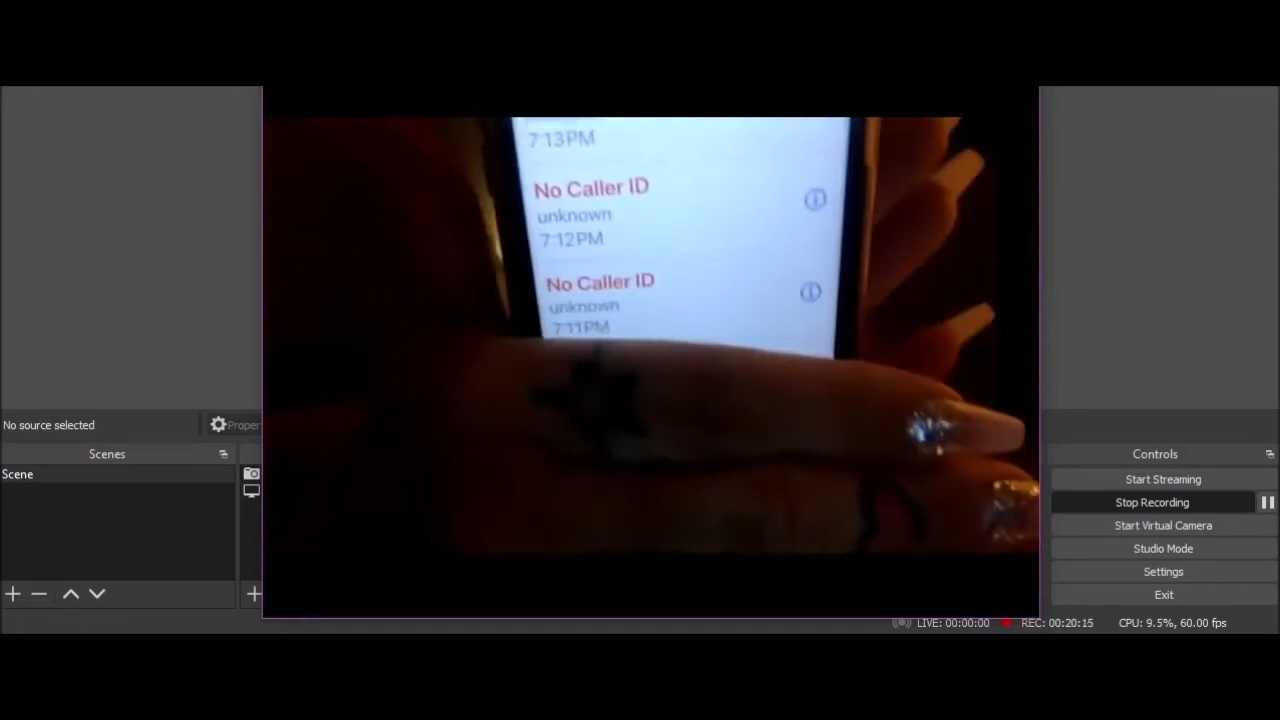 7:13PM
No Caller ID
unknown
7:12PM
No Caller ID
unknown
7:11PM
No source selected
Proper
Scenes
Scene
Controls
Start Streaming
Stop Recording
Start Virtual Camera
Studio Mode
Settings
Exit
LIVE: 00:00:00
REC: 00:20:15
CPU: 9.5%, 60.00 fps